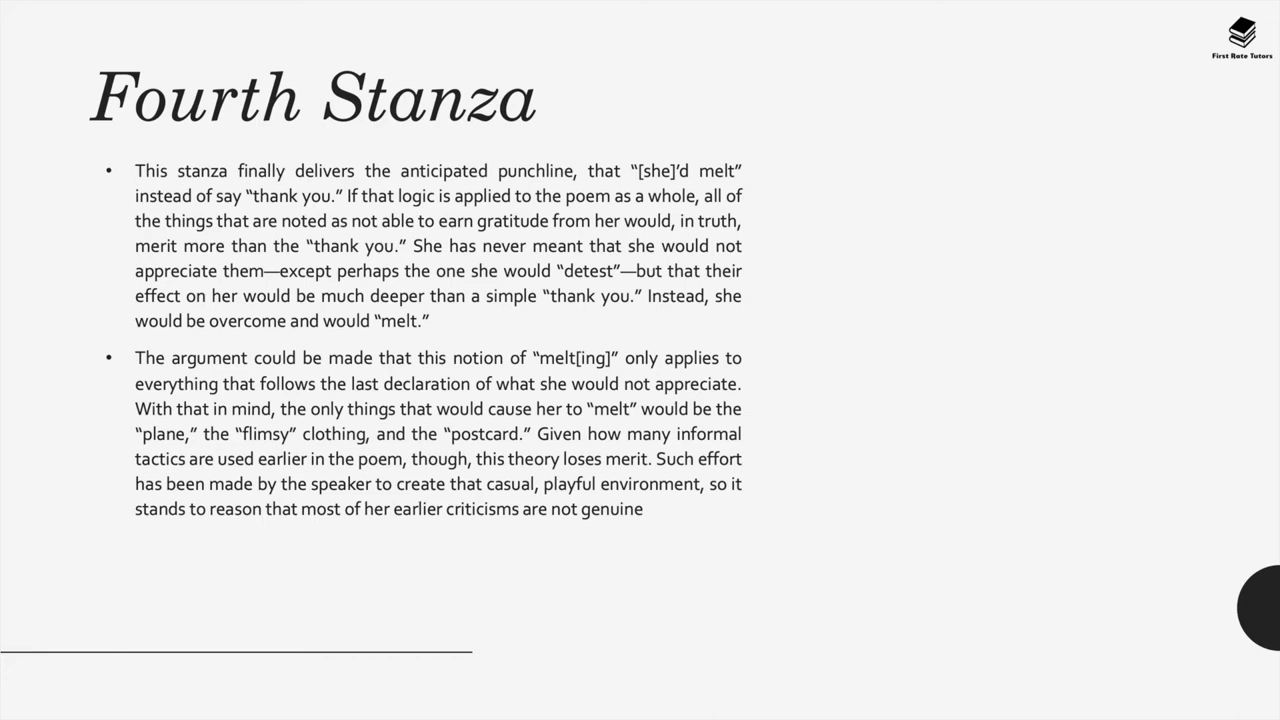 First Rate Tutors
Fourth Stanza
• This stanza finally delivers the anticipated punchline, that “[she]’d melt”
instead of say “thank you.” If that logic is applied to the poem as a whole, all of
the things that are noted as not able to earn gratitude from her would, in truth,
merit more than the “thank you.” She has never meant that she would not
appreciate them—except perhaps the one she would “detest”—but that their
effect on her would be much deeper than a simple “thank you.” Instead, she
would be overcome and would “melt.”
• The argument could be made that this notion of “melt[ing]” only applies to
everything that follows the last declaration of what she would not appreciate.
With that in mind, the only things that would cause her to “melt” would be the
“plane,” the “flimsy” clothing, and the “postcard.” Given how many informal
tactics are used earlier in the poem, though, this theory loses merit. Such effort
has been made by the speaker to create that casual, playful environment, so it
stands to reason that most of her earlier criticisms are not genuine